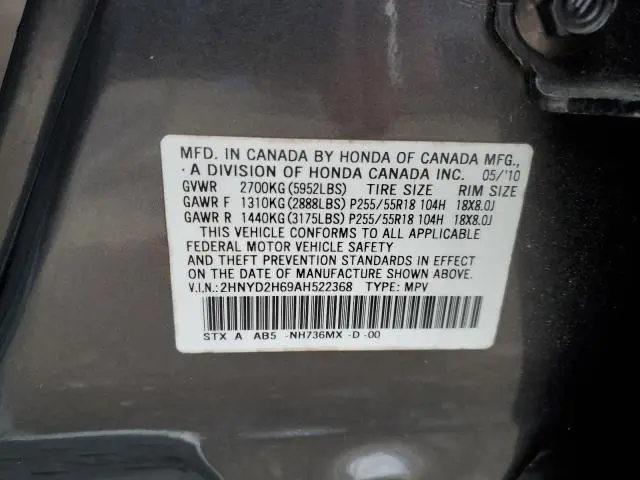 MFD. IN CANADA BY HONDA OF CANADA MFG.,
A DIVISION OF HONDA CANADA INC. 05/'10
GVWR 2700KG(5952LBS) TIRE SIZE RIM SIZE
GAWR F 1310KG(2888LBS) P255/55R18 104H 18X8.0J
GAWR R 1440KG(3175LBS) P255/55R18 104H 18X8.0J
THIS VEHICLE CONFORMS TO ALL APPLICABLE
FEDERAL MOTOR VEHICLE SAFETY
AND THEFT PREVENTION STANDARDS IN EFFECT
ON THE DATE OF MANUFACTURE SHOWN ABOVE.
V.I.N.: 2HNYD2H69AH522368 TYPE: MPV
STX A AB5 -NH736MX -D -00